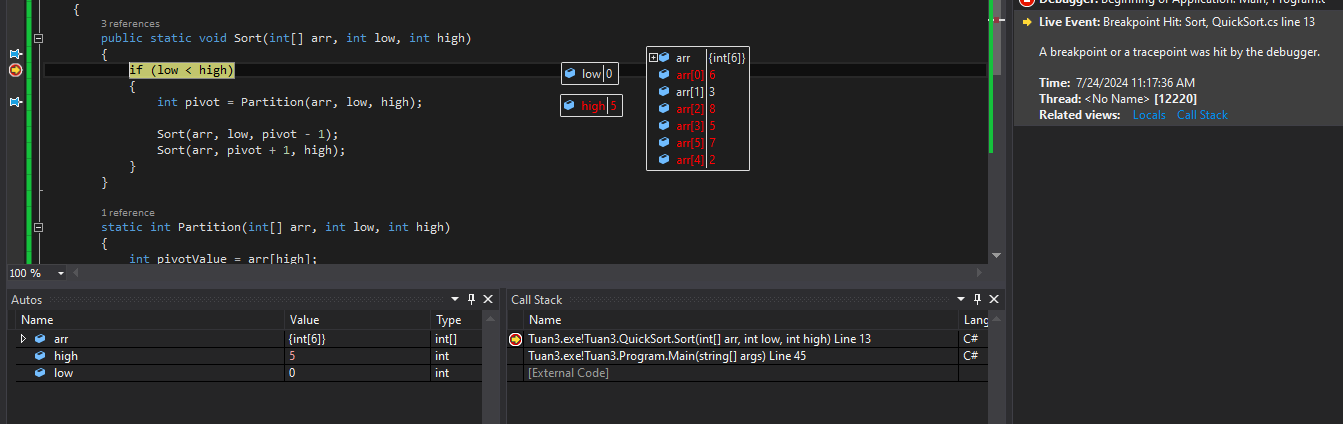 {
3 references
public static void Sort(int[] arr, int low, int high)
{
if (low < high)
{
int pivot = Partition(arr, low, high);
Sort(arr, low, pivot - 1);
Sort(arr, pivot + 1, high);
}
}
1 reference
static int Partition(int[] arr, int low, int high)
{
int pivotValue = arr[high];
low 0
high 5
arr {int[6]}
arr[0] 6
arr[1] 3
arr[2] 8
arr[3] 5
arr[5] 7
arr[4] 2
Debugger: Beginning of Application: Main, Program.c
Live Event: Breakpoint Hit: Sort, QuickSort.cs line 13
A breakpoint or a tracepoint was hit by the debugger.
Time: 7/24/2024 11:17:36 AM
Thread: <No Name> [12220]
Related views: Locals Call Stack
100 %
Autos
Name Value Type
arr {int[6]} int[]
high 5 int
low 0 int
Call Stack
Name Lang
Tuan3.exe!Tuan3.QuickSort.Sort(int[] arr, int low, int high) Line 13 C#
Tuan3.exe!Tuan3.Program.Main(string[] args) Line 45 C#
[External Code]